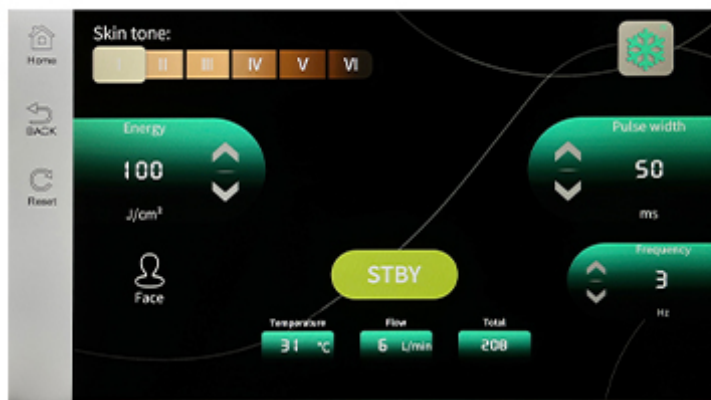 Skin tone:
I II III IV V VI
Home
BACK
Reset
Energy
100
J/cm²
Pulse width
50
ms
Face
STBY
Frequency
3
Hz
Temperature
31 °C
Flow
6 L/min
Total
208